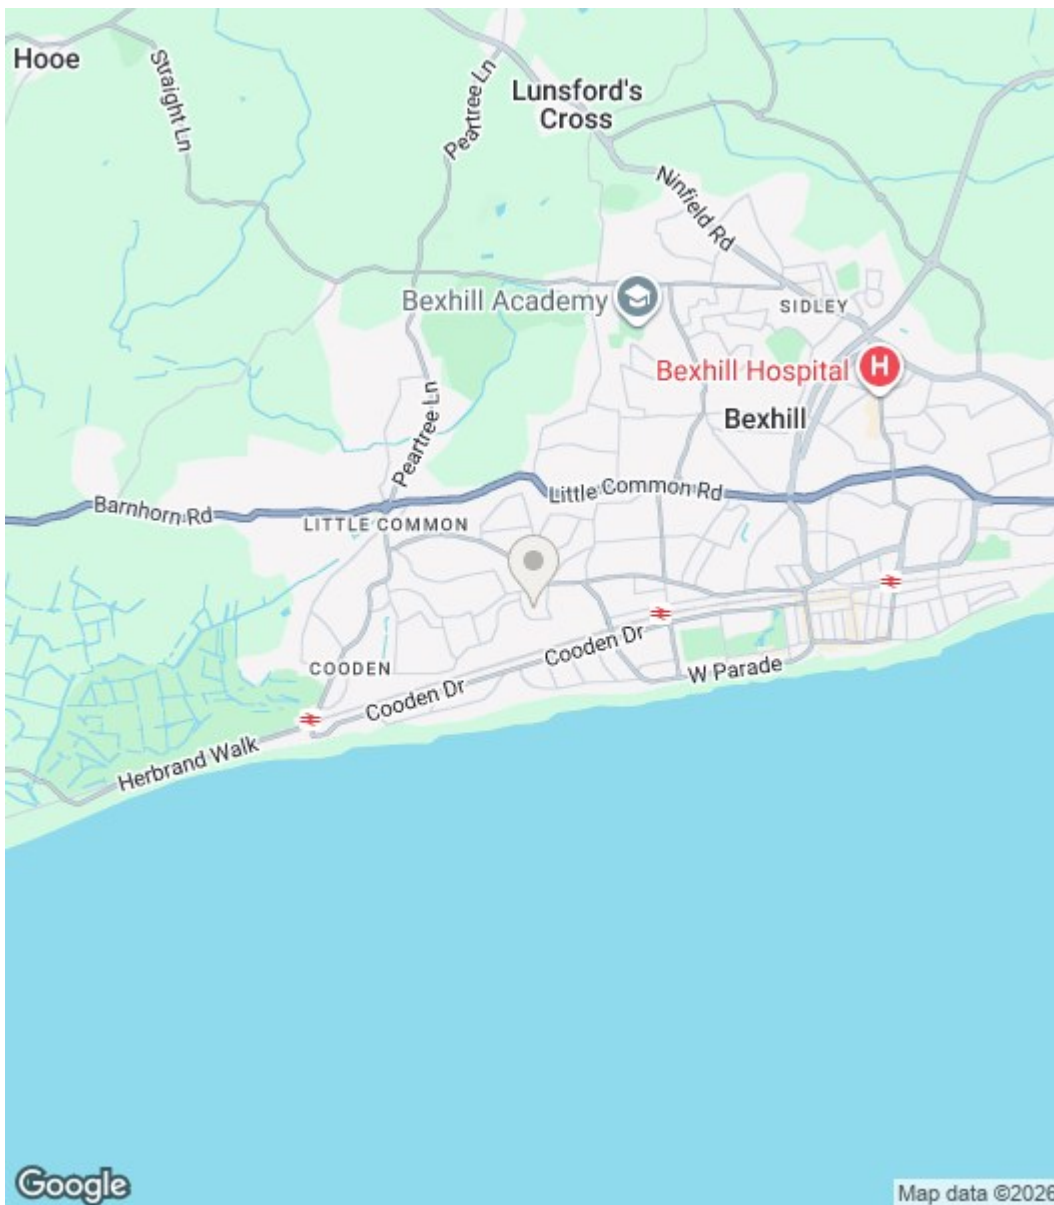 Hooe
Straight Ln
Peartree Ln
Lunsford's
Cross
Ninfield Rd
Bexhill Academy
SIDLEY
Bexhill Hospital
H
Bexhill
Peartree Ln
Little Common Rd
Barnhorn Rd
LITTLE COMMON
COODEN
Cooden Dr
Cooden Dr
W Parade
Herbrand Walk
Google
Map data ©2026